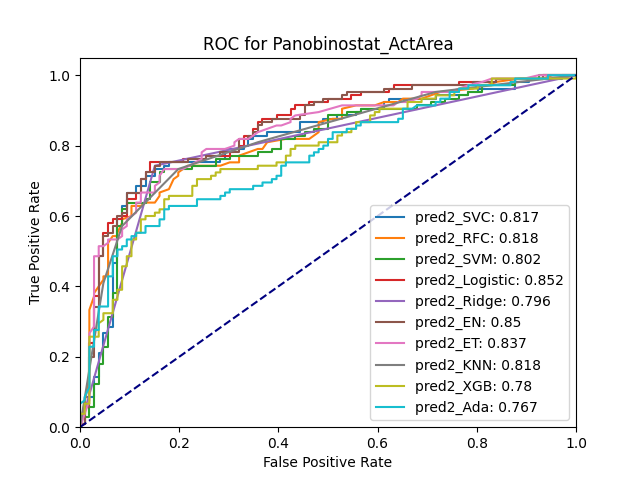 ROC for Panobinostat_ActArea
1.0
0.8
0.6
0.4
0.2
0.0
True Positive Rate
pred2_SVC: 0.817
pred2_RFC: 0.818
pred2_SVM: 0.802
pred2_Logistic: 0.852
pred2_Ridge: 0.796
pred2_EN: 0.85
pred2_ET: 0.837
pred2_KNN: 0.818
pred2_XGB: 0.78
pred2_Ada: 0.767
0.0 0.2 0.4 0.6 0.8 1.0
False Positive Rate